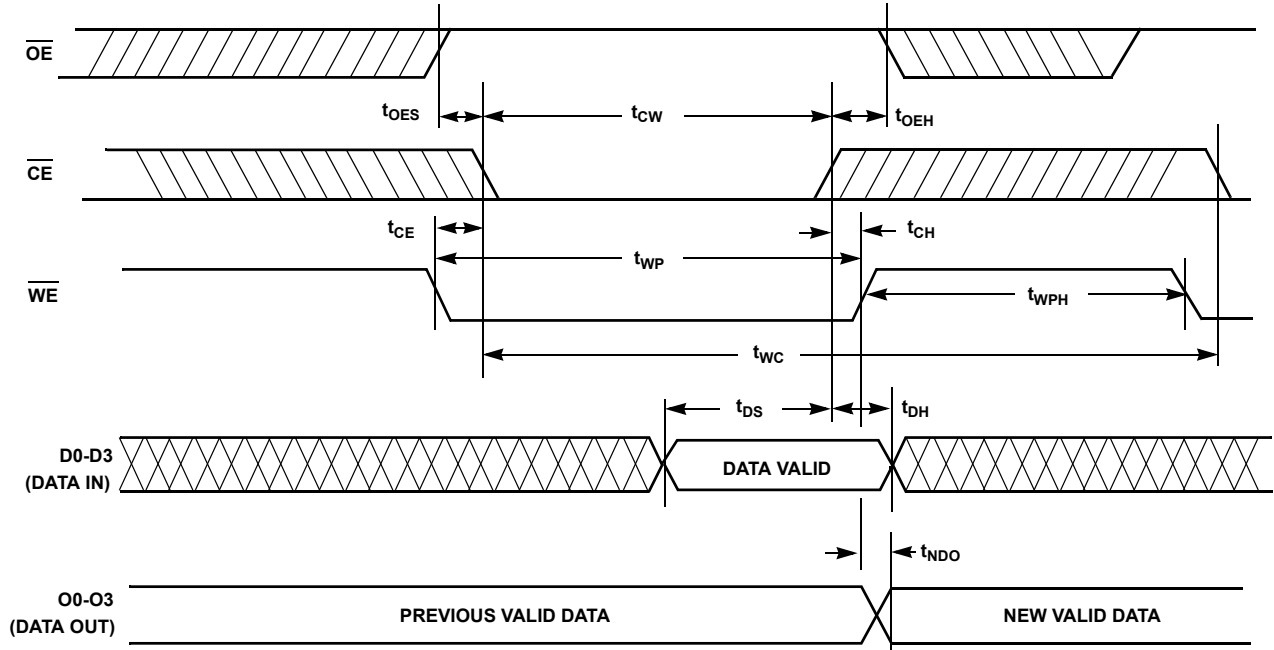 OE
tOES
tCW
tOEH
CE
tCE
tCH
tWP
WE
tWPH
tWC
tDS
tDH
D0-D3
(DATA IN)
DATA VALID
tNDO
O0-O3
(DATA OUT)
PREVIOUS VALID DATA
NEW VALID DATA